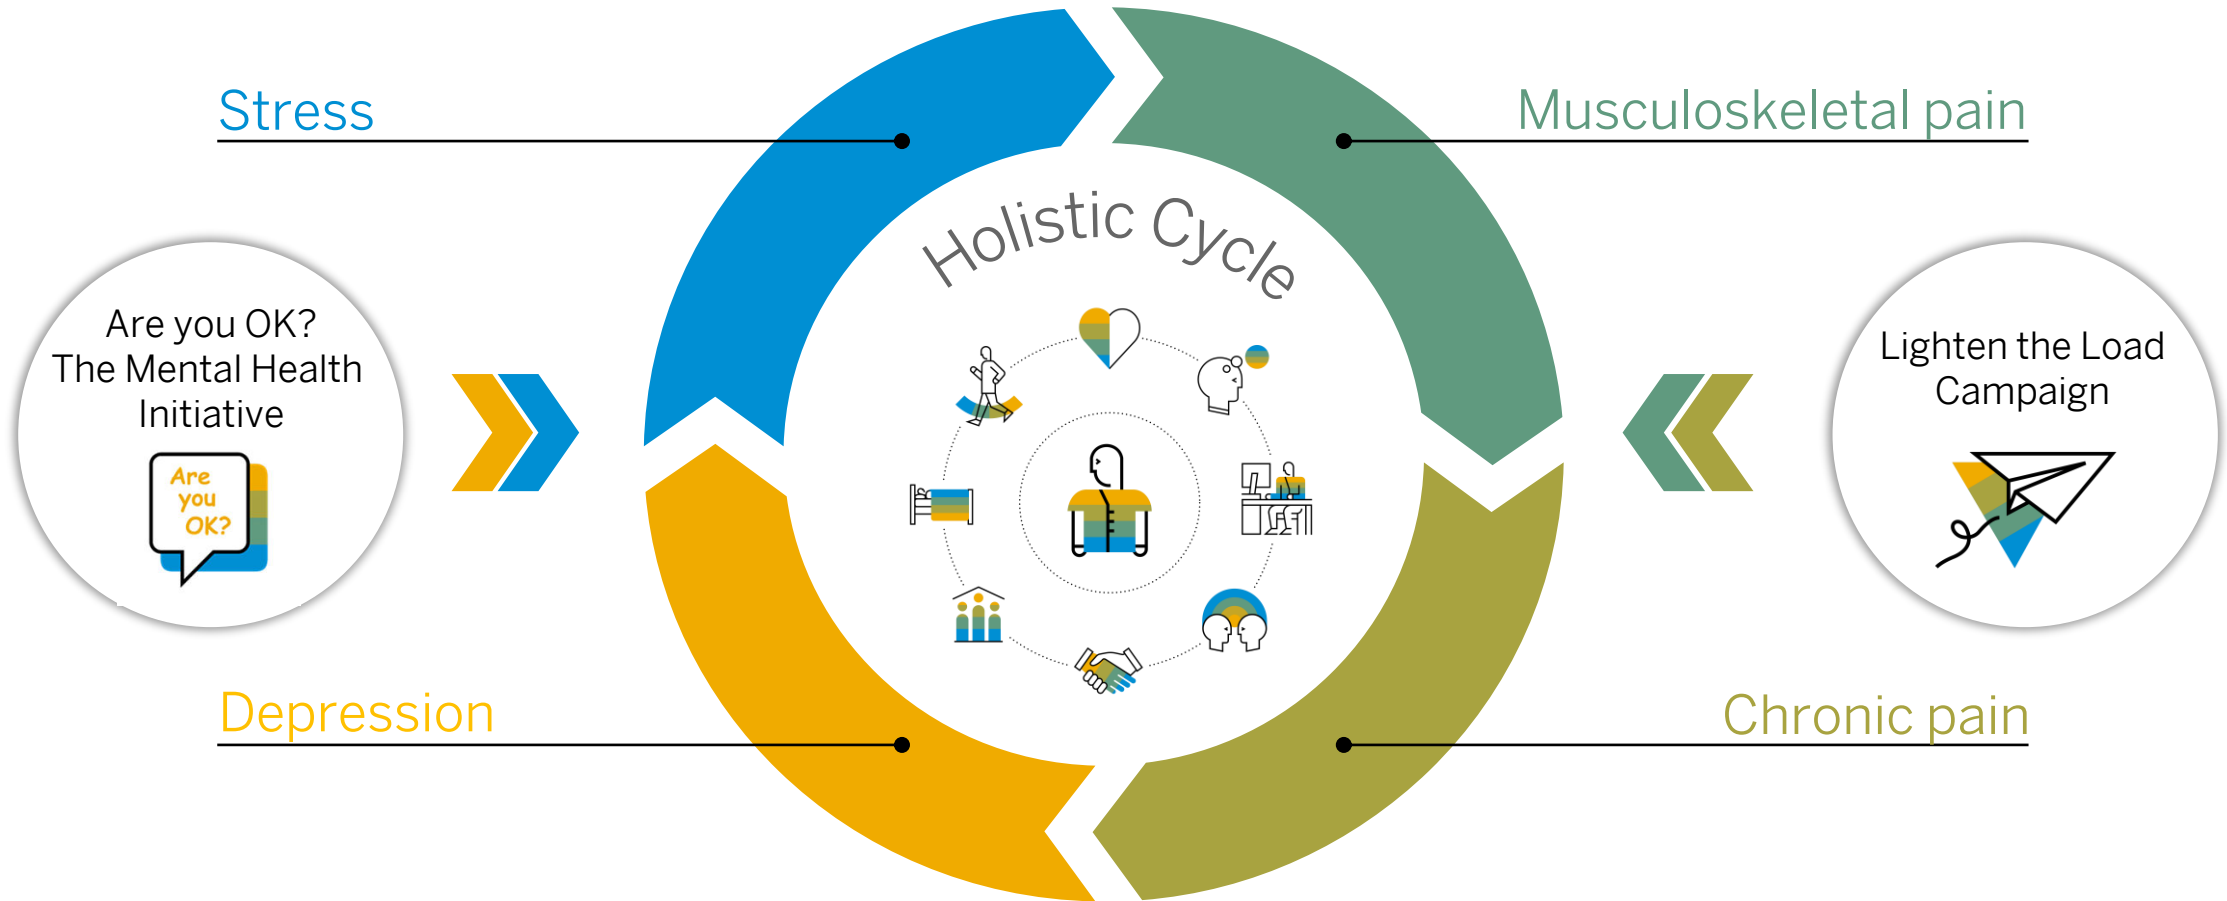 Stress
Musculoskeletal pain
Holistic Cycle
Are you OK?
The Mental Health
Initiative
Are
you
OK?
Lighten the Load
Campaign
Depression
Chronic pain